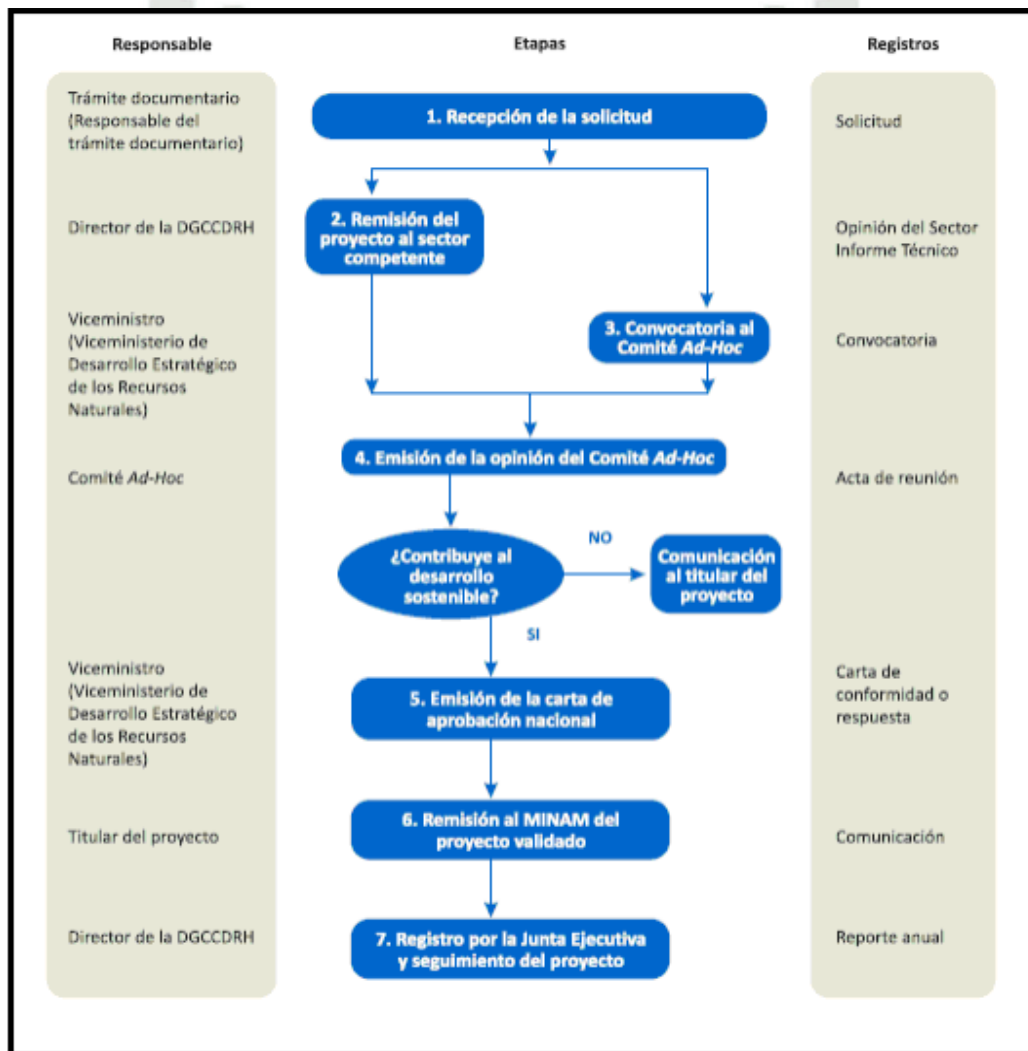 Responsable
Etapas
Registros
Trámite documentario
(Responsable del
trámite documentario)
1. Recepción de la solicitud
Solicitud
Director de la DGCCDRH
2. Remisión del
proyecto al sector
competente
Opinión del Sector
Informe Técnico
Viceministro
(Viceministerio de
Desarrollo Estratégico
de los Recursos
Naturales)
3. Convocatoria al
Comité Ad-Hoc
Convocatoria
Comité Ad-Hoc
4. Emisión de la opinión del Comité Ad-Hoc
Acta de reunión
¿Contribuye al
desarrollo
sostenible?
NO
Comunicación
al titular del
proyecto
SI
Viceministro
(Viceministerio de
Desarrollo Estratégico
de los Recursos
Naturales)
5. Emisión de la carta de
aprobación nacional
Carta de
conformidad o
respuesta
Titular del proyecto
6. Remisión al MINAM del
proyecto validado
Comunicación
Director de la DGCCDRH
7. Registro por la Junta Ejecutiva
y seguimiento del proyecto
Reporte anual